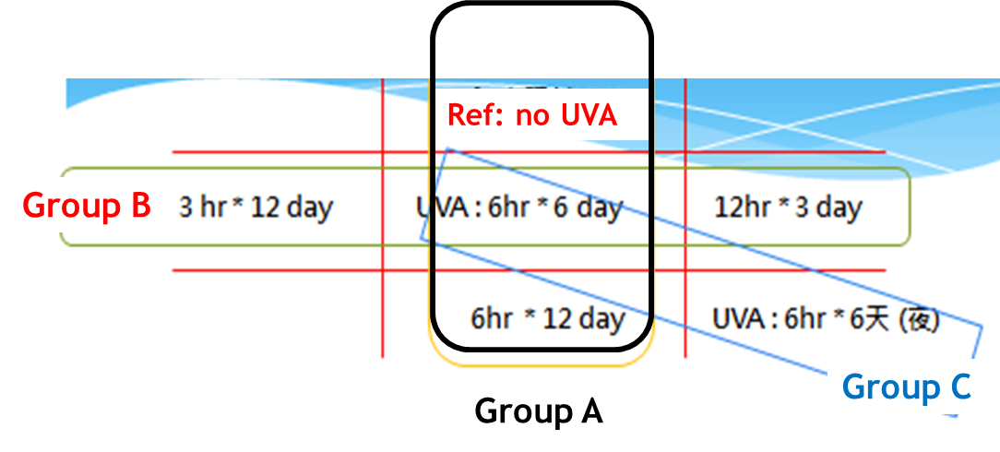 Ref: no UVA
Group B
3 hr * 12 day
UVA : 6hr * 6 day
12hr * 3 day
6hr * 12 day
UVA : 6hr * 6天 (夜)
Group C
Group A